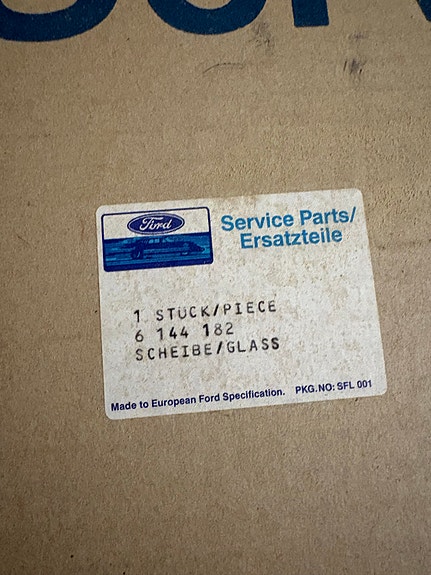 Ford
Service Parts/
Ersatzteile
1 STUCK/PIECE
6 144 182
SCHEIBE/GLASS
Made to European Ford Specification. PKG.NO: SFL 001